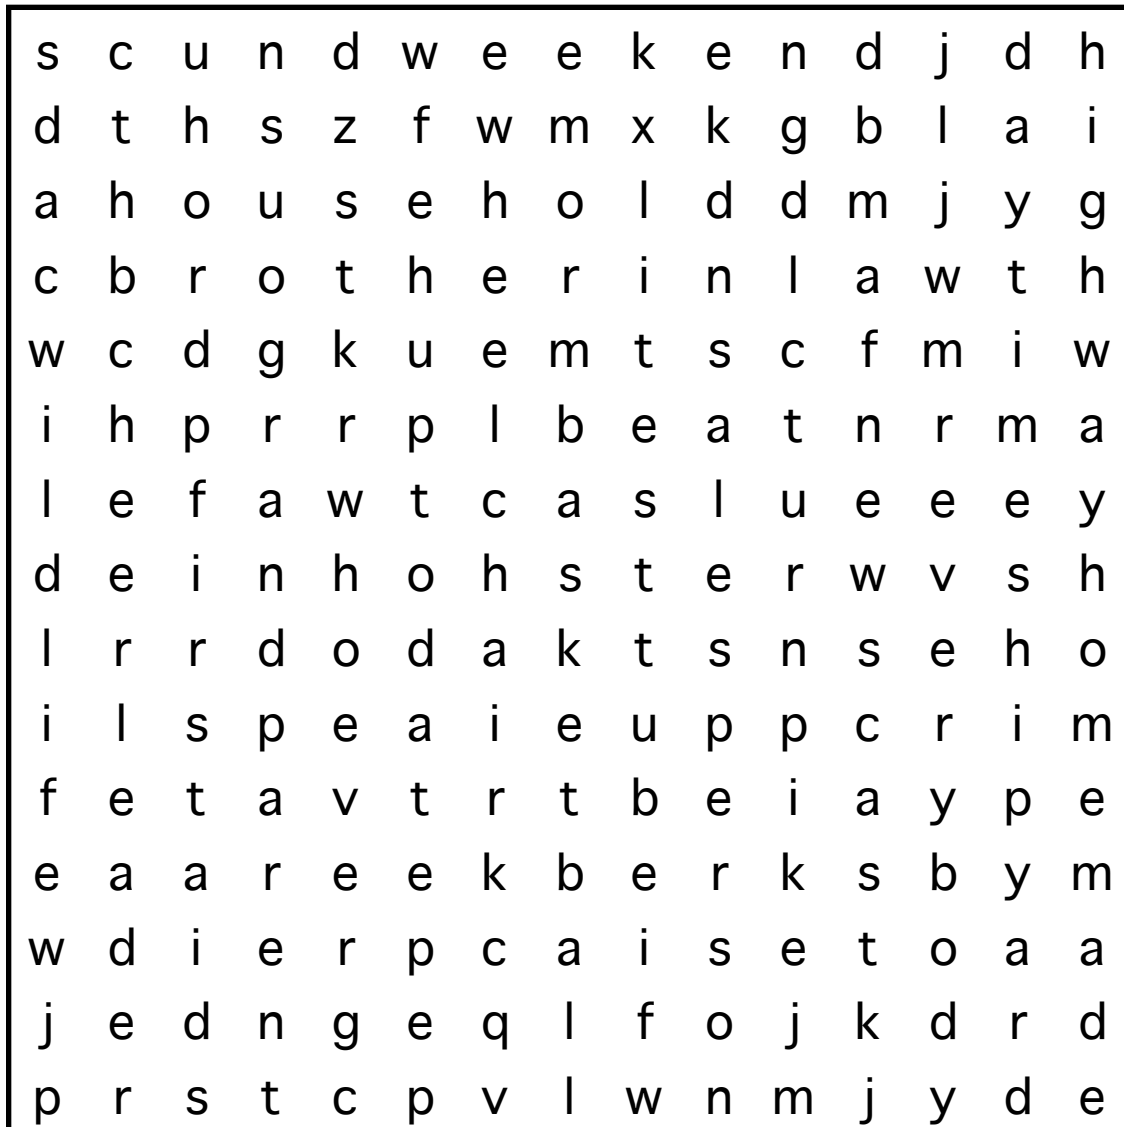 s c u n d w e e k e n d j d h
d t h s z f w m x k g b l a i
a h o u s e h o l d d m j y g
c b r o t h e r i n l a w t h
w c d g k u e m t s c f m i w
i h p r r p l b e a t n r m a
l e f a w t c a s l u e e e y
d e i n h o h s t e r w v s h
l r r d o d a k t s n s e h o
i l s p e a i e u p p c r i m
f e t a v t r t b e i a y p e
e a a r e e k b e r k s b y m
w d i e r p c a i s e t o a a
j e d n g e q l f o j k d r d
p r s t c p v l w n m j y d e